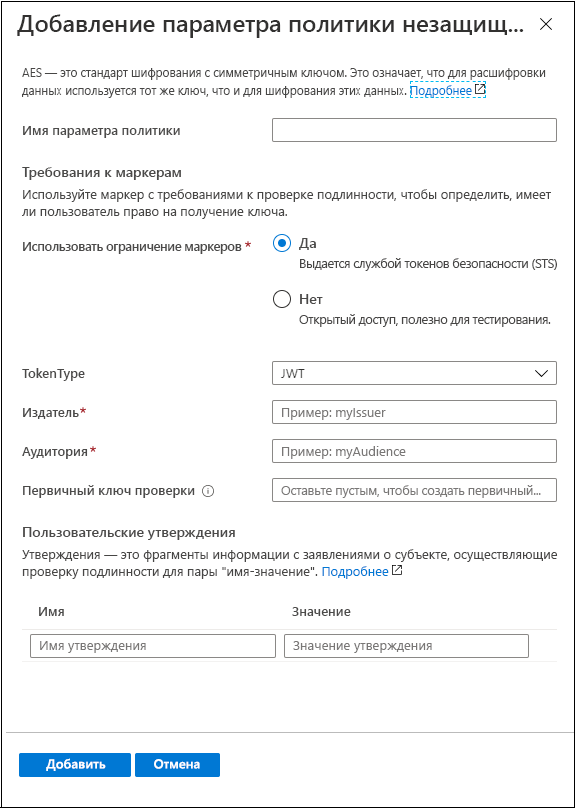 Добавление параметра политики незащищ...
AES — это стандарт шифрования с симметричным ключом. Это означает, что для расшифровки
данных используется тот же ключ, что и для шифрования этих данных. Подробнее
Имя параметра политики
Требования к маркерам
Используйте маркер с требованиями к проверке подлинности, чтобы определить, имеет
ли пользователь право на получение ключа.
Использовать ограничение маркеров *
Да
Выдается службой токенов безопасности (STS)
Нет
Открытый доступ, полезно для тестирования.
TokenType
JWT
Издатель*
Пример: myIssuer
Аудитория*
Пример: myAudience
Первичный ключ проверки
Оставьте пустым, чтобы создать первичный...
Пользовательские утверждения
Утверждения — это фрагменты информации с заявлениями о субъекте, осуществляющие
проверку подлинности для пары "имя-значение". Подробнее
Имя
Значение
Имя утверждения
Значение утверждения
Добавить
Отмена